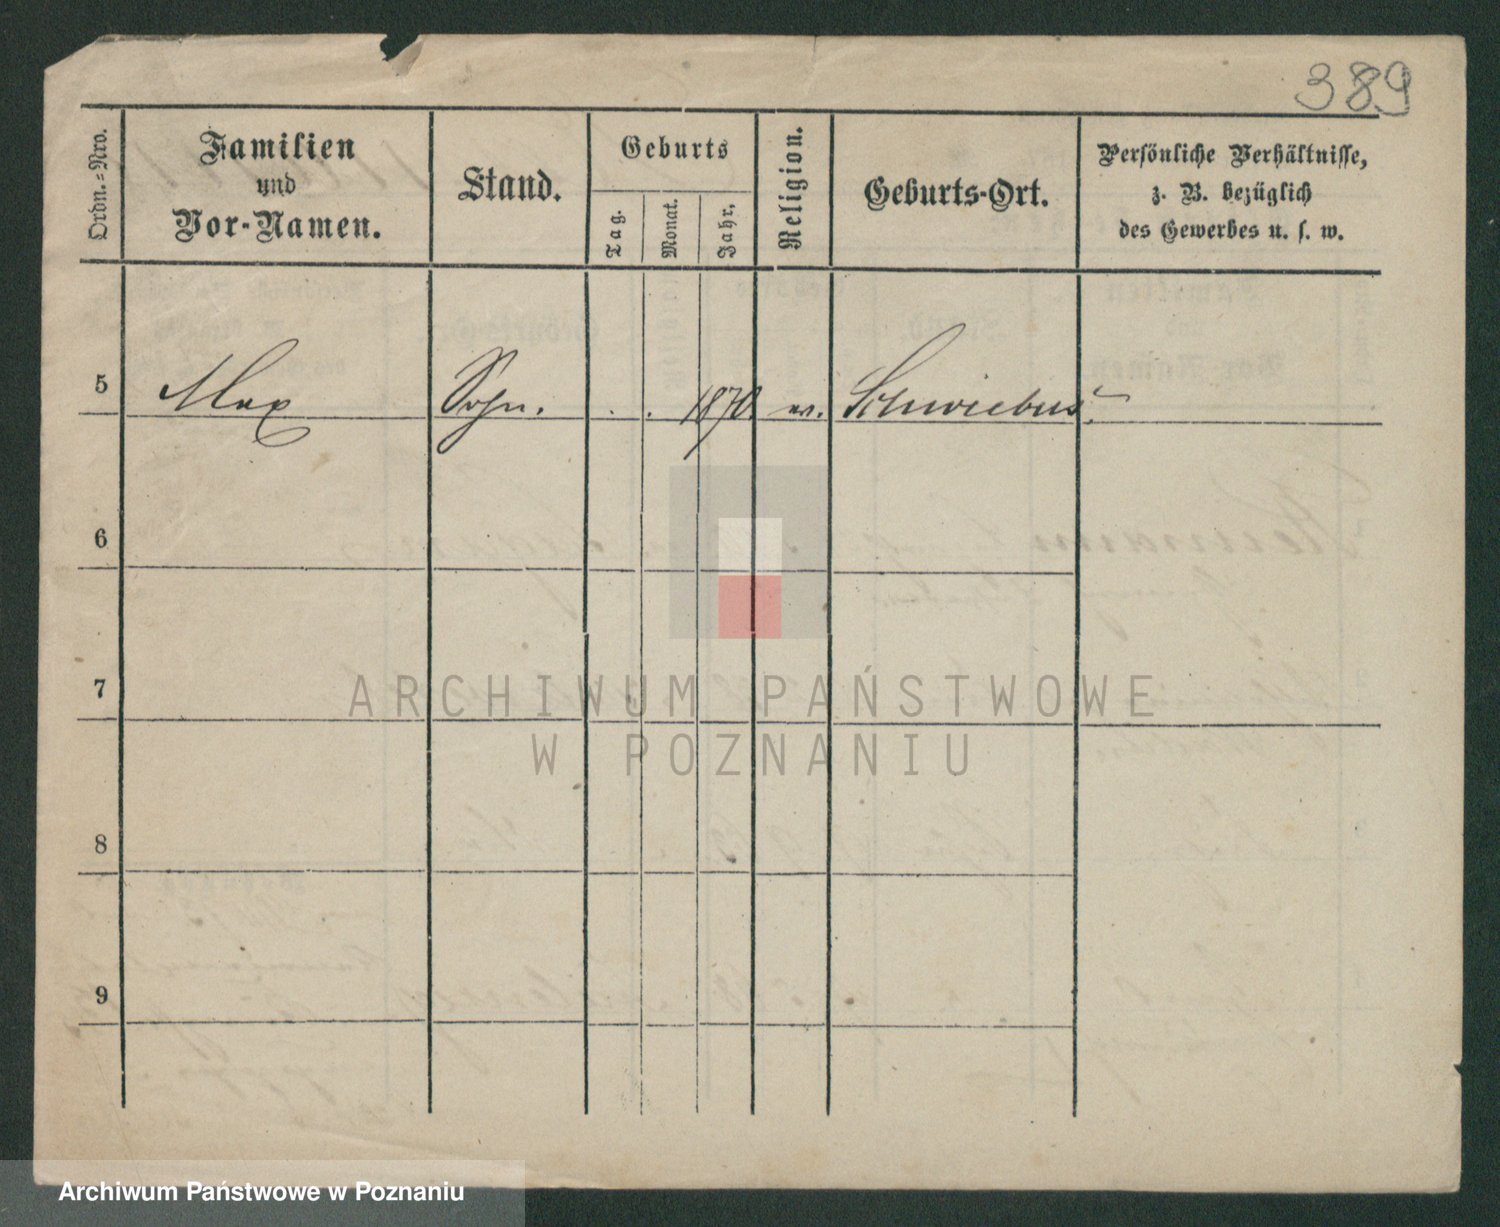 389
Ordn.-Nro.
Familien
und
Vor-Namen.
Stand.
Geburts
Tag.
Monat.
Jahr.
Religion.
Geburts-Ort.
Persönliche Verhältnisse,
z. B. bezüglich
des Gewerbes u. s. w.
5 Max Sohn. . . 1870 ev. Schwiebus
6
7
8
9
ARCHIWUM PAŃSTWOWE
W POZNANIU
Archiwum Państwowe w Poznaniu